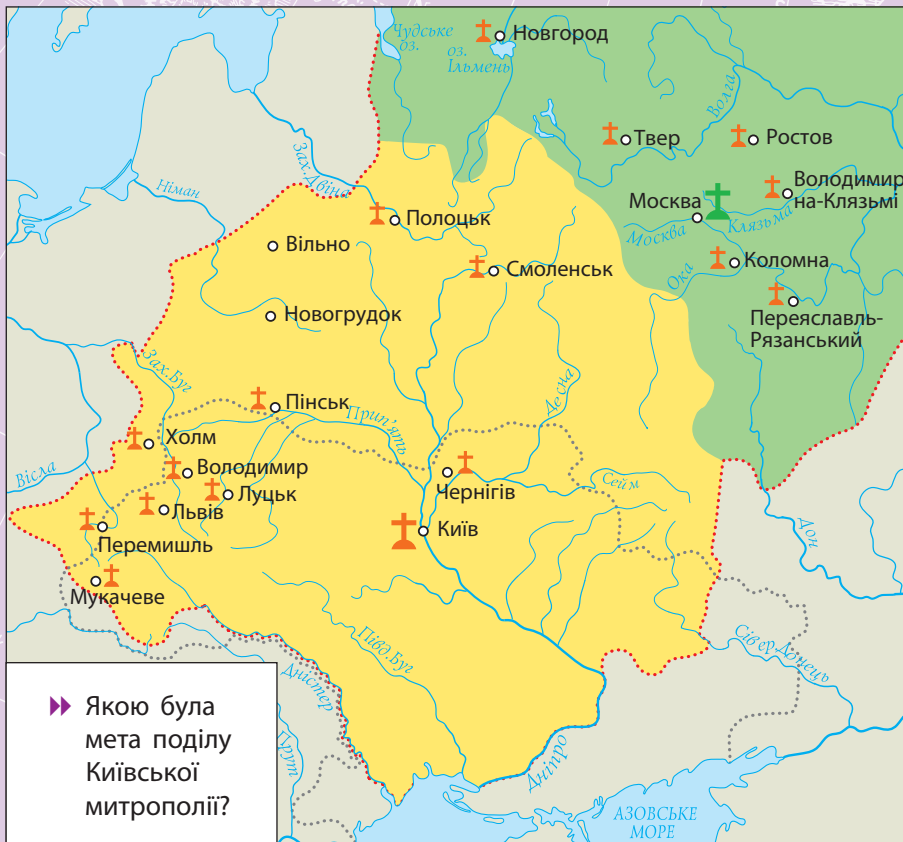 Чудське
оз.
оз.
Ільмень
Новгород
Волга
Твер
Ростов
Зах.Двіна
Німан
Володимир-
на-Клязьмі
Москва
Клязьма
Москва
Полоцьк
Вільно
Смоленськ
Ока
Коломна
Переяславль-
Рязанський
Новогрудок
Зах.Буг
Десна
Пінськ
Прип'ять
Холм
Вісла
Володимир
Луцьк
Львів
Чернігів
Сейм
Київ
Перемишль
Дон
Мукачеве
Півд.Буг
Сівер.Донець
Дністер
Прут
Дніпро
АЗОВСЬКЕ
МОРЕ
Якою була
мета поділу
Київської
митрополії?